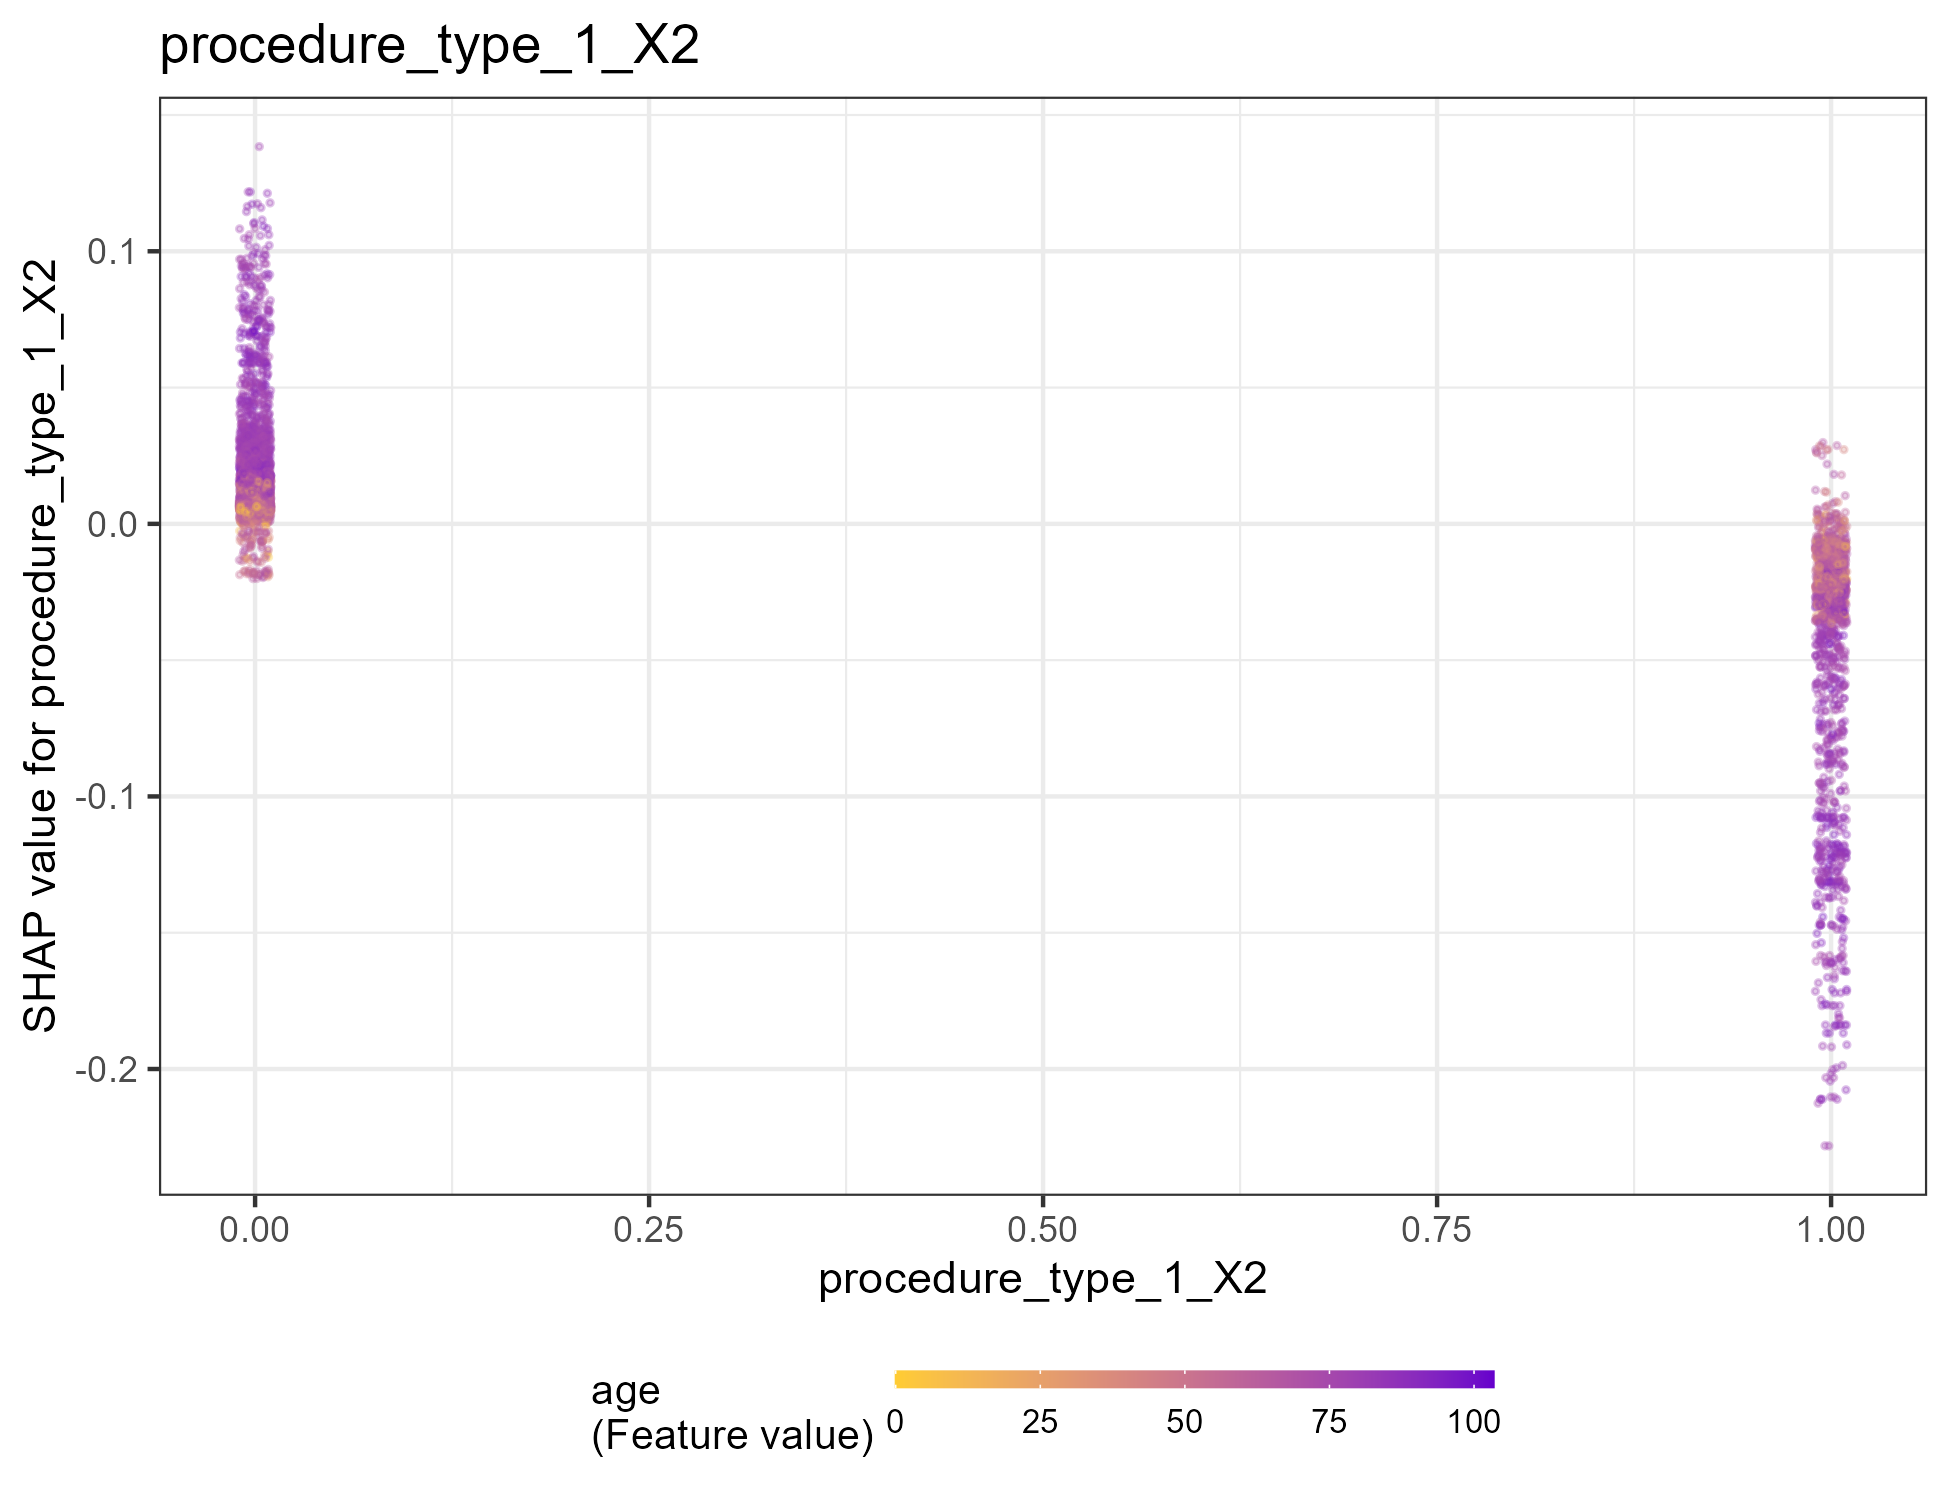 procedure_type_1_X2
SHAP value for procedure_type_1_X2
0.1
0.0
-0.1
-0.2
0.00 0.25 0.50 0.75 1.00
procedure_type_1_X2
age
(Feature value)
0 25 50 75 100